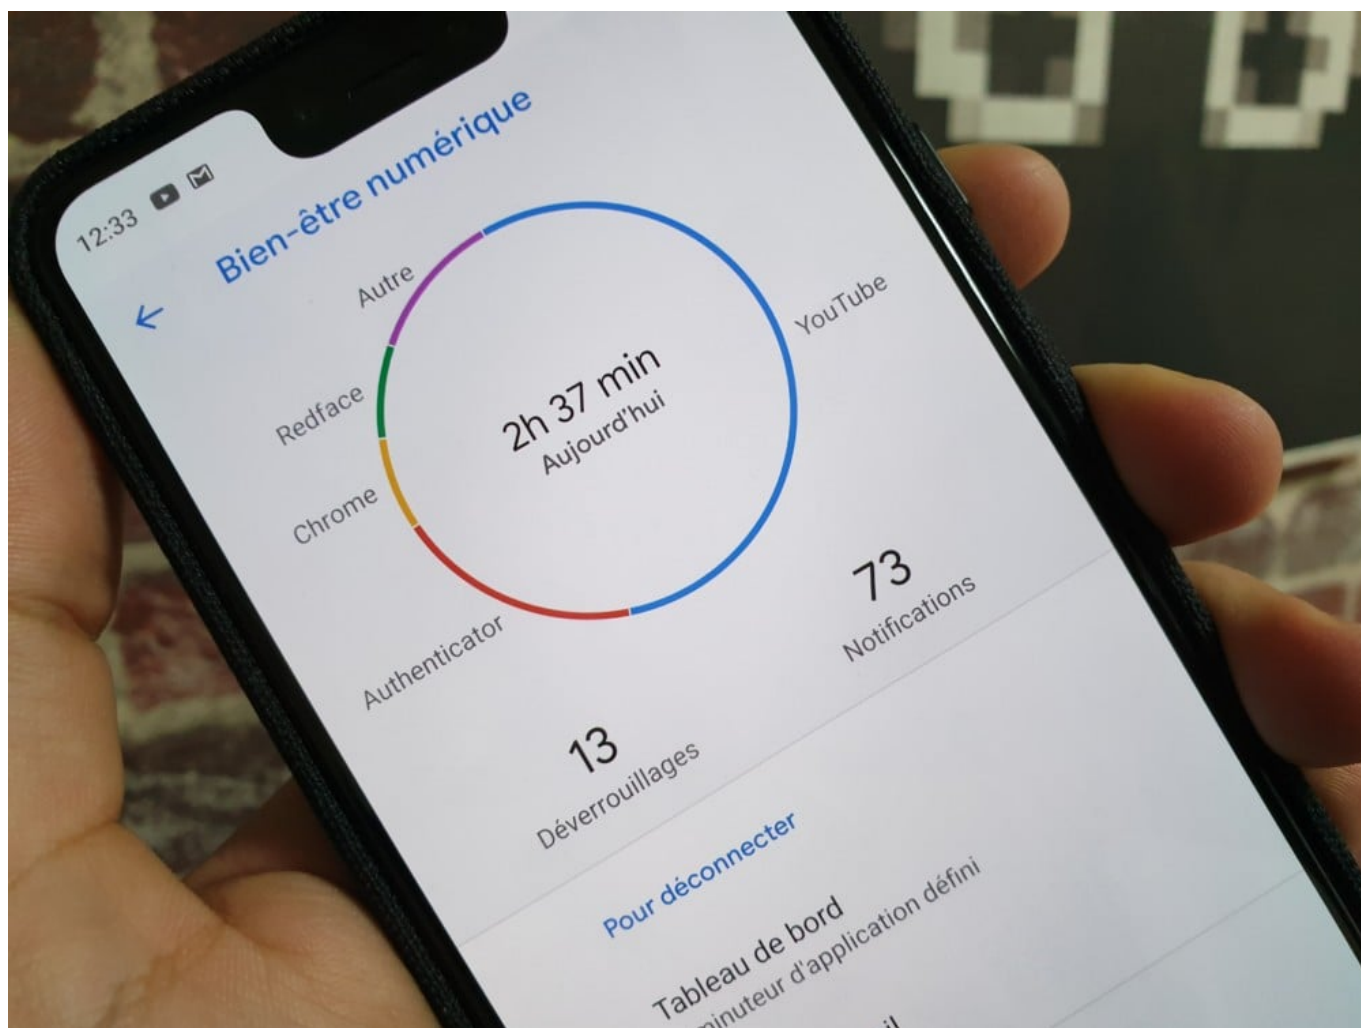 12:33
Bien-être numérique
Autre
YouTube
Redface
2h 37 min
Aujourd'hui
Chrome
Authenticator
73
Notifications
13
Déverrouillages
Pour déconnecter
Tableau de bord
minuteur d'application défini